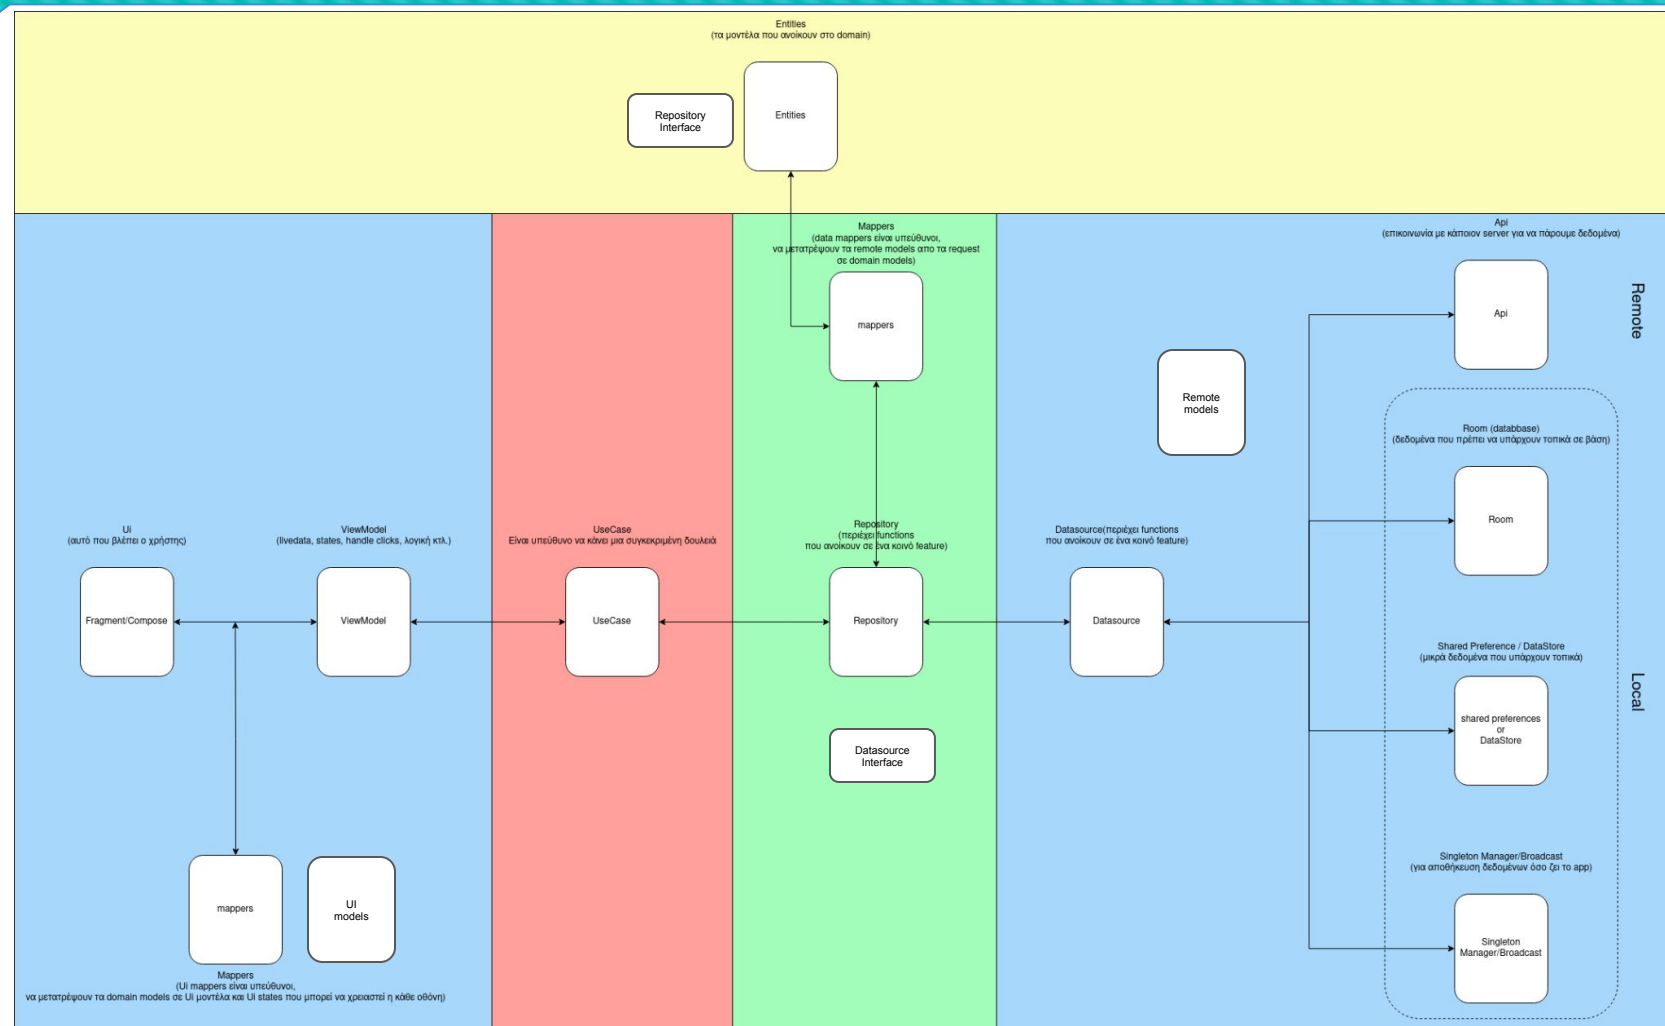 Entities
(τα μοντέλα που ανοίκουν στο domain)
Repository
Interface
Entities
Mappers
(data mappers είναι υπεύθυνοι,
να μετατρέψουν τα remote models απο τα request
σε domain models)
mappers
Api
(επικοινωνία με κάποιον server για να πάρουμε δεδομένα)
Api
Remote
Remote
models
Room (databbase)
(δεδομένα που πρέπει να υπάρχουν τοπικά σε βάση)
Room
Ui
(αυτό που βλέπει ο χρήστης)
Fragment/Compose
ViewModel
(livedata, states, handle clicks, λογική κτλ.)
ViewModel
UseCase
Είναι υπεύθυνο να κάνει μια συγκεκριμένη δουλειά
UseCase
Repository
(περιέχει functions
που ανοίκουν σε ένα κοινό feature)
Repository
Datasource(περιέχει functions
που ανοίκουν σε ένα κοινό feature)
Datasource
Shared Preference / DataStore
(μικρά δεδομένα που υπάρχουν τοπικά)
shared preferences
or
DataStore
Local
Datasource
Interface
Singleton Manager/Broadcast
(για αποθήκευση δεδομένων όσο ζει το app)
Singleton
Manager/Broadcast
mappers
UI
models
Mappers
(Ui mappers είναι υπεύθυνοι,
να μετατρέψουν τα domain models σε Ui μοντέλα και Ui states που μπορεί να χρειαστεί η κάθε οθόνη)